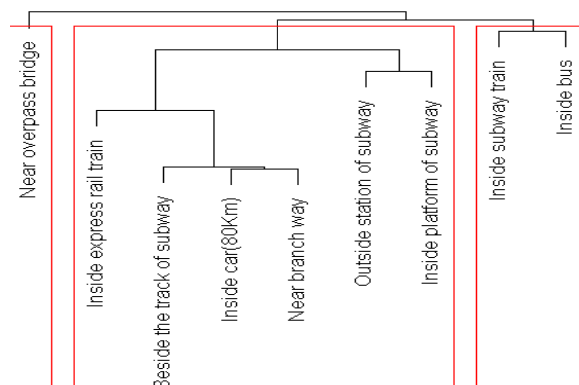 Near overpass bridge
Inside express rail train
Beside the track of subway
Inside car(80Km)
Near branch way
Outside station of subway
Inside platform of subway
Inside subway train
Inside bus